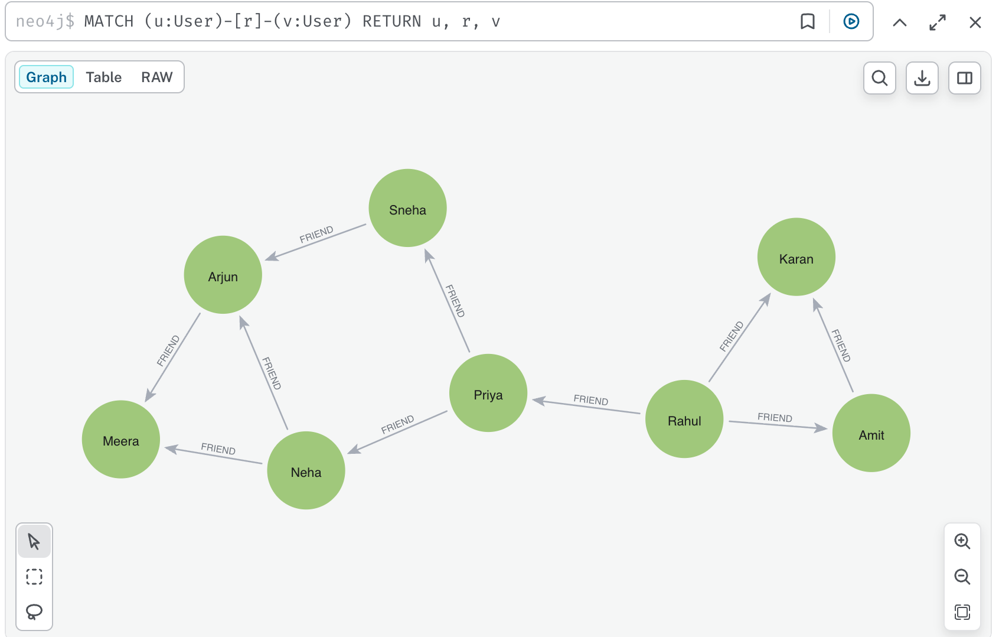 neo4j$ MATCH (u:User)-[r]-(v:User) RETURN u, r, v
Graph Table RAW
Sneha
FRIEND
Arjun
Karan
FRIEND
FRIEND
FRIEND
FRIEND
FRIEND
Priya
FRIEND
Rahul
FRIEND
Amit
FRIEND
Meera
FRIEND
Neha